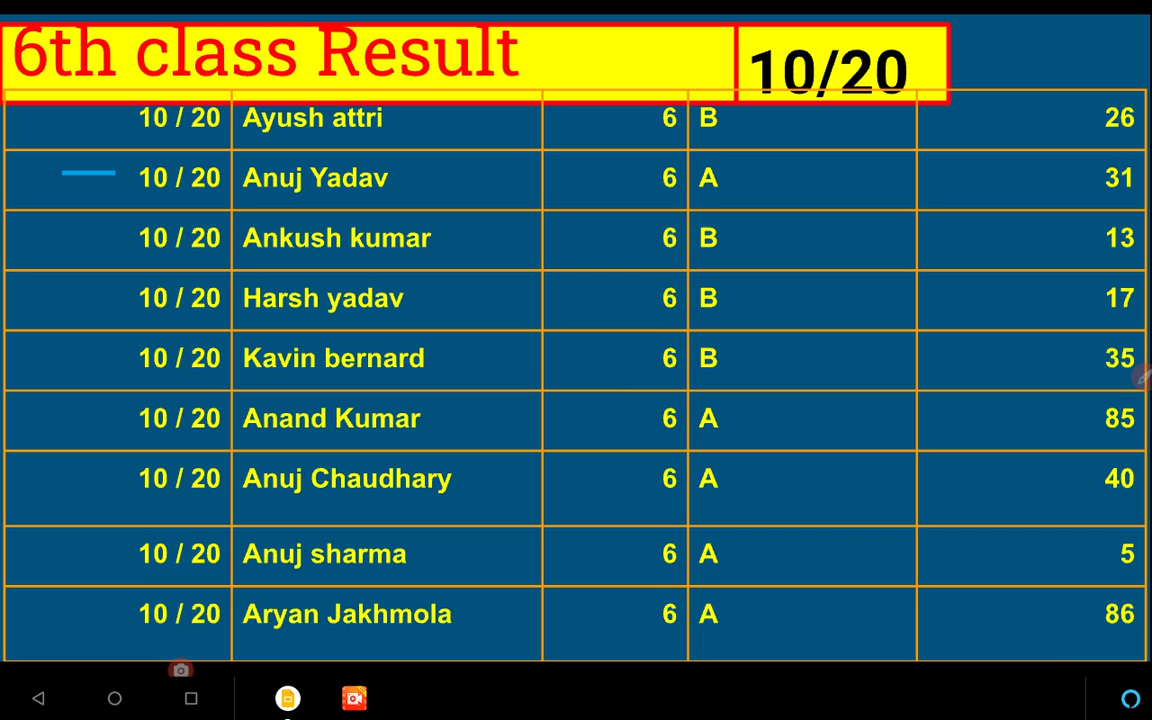 6th class Result 10/20
10 / 20 Ayush attri 6 B 26
10 / 20 Anuj Yadav 6 A 31
10 / 20 Ankush kumar 6 B 13
10 / 20 Harsh yadav 6 B 17
10 / 20 Kavin bernard 6 B 35
10 / 20 Anand Kumar 6 A 85
10 / 20 Anuj Chaudhary 6 A 40
10 / 20 Anuj sharma 6 A 5
10 / 20 Aryan Jakhmola 6 A 86